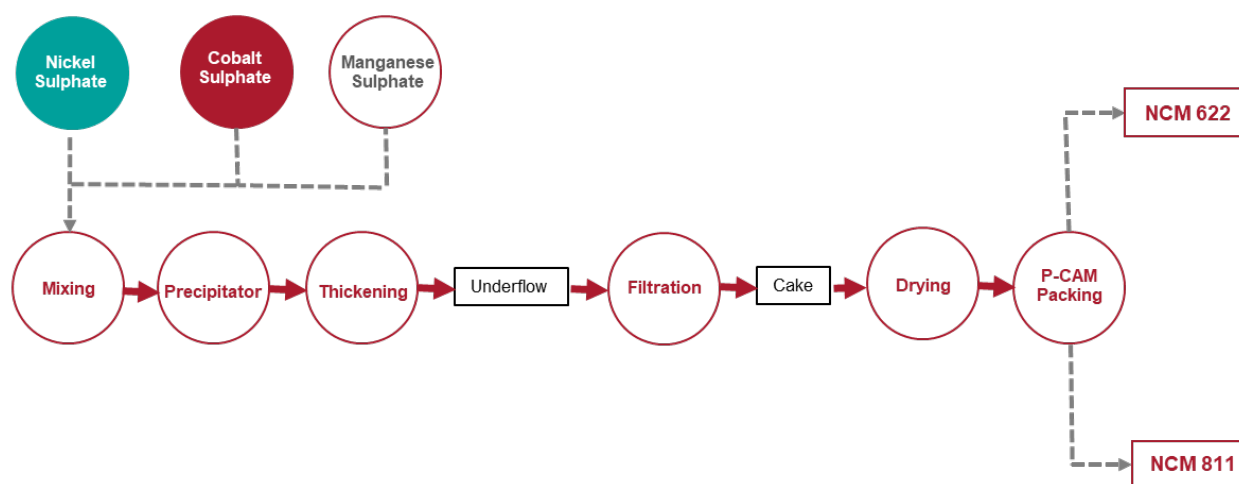 Nickel
Sulphate
Cobalt
Sulphate
Manganese
Sulphate
NCM 622
Mixing
Precipitator
Thickening
Underflow
Filtration
Cake
Drying
P-CAM
Packing
NCM 811